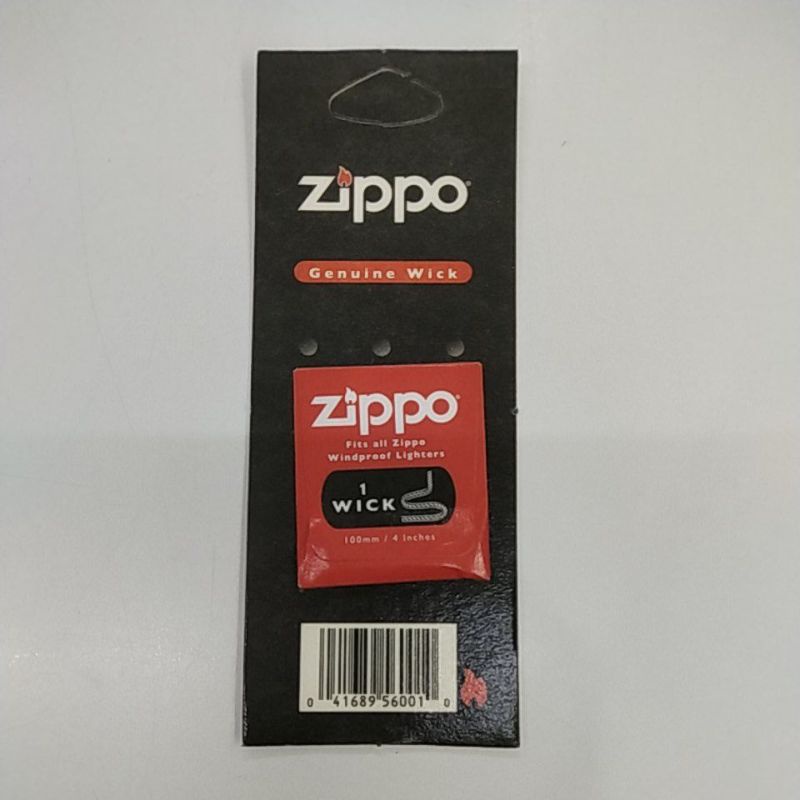 zippo
Genuine Wick
zippo
Fits all Zippo
Windproof Lighters
1
WICK
100mm / 4 Inches
0 41689 56001 0